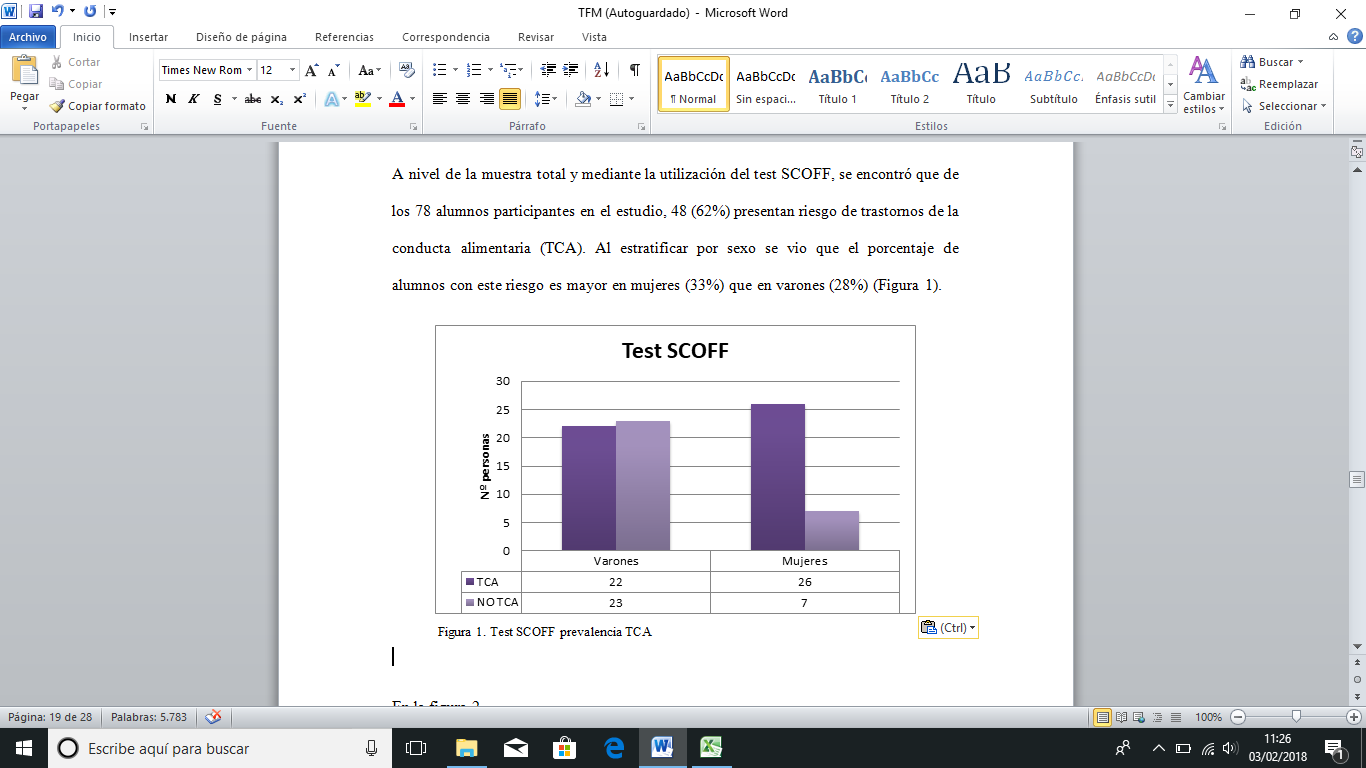 TFM (Autoguardado) - Microsoft Word
Archivo Inicio Insertar Diseño de página Referencias Correspondencia Revisar Vista
Pegar
Cortar
Copiar
Copiar formato
Portapapeles
Times New Rom 12
N K S abc x₂ x²
Aa
Fuente
Párrafo
AaBbCcDc AaBbCcDc AaBbCc AaBbCc AaB AaBbCc. AaBbCcDc
¶ Normal Sin espaci... Título 1 Título 2 Título Subtítulo Énfasis sutil
Estilos
Cambiar
estilos
Buscar
Reemplazar
Seleccionar
Edición
A nivel de la muestra total y mediante la utilización del test SCOFF, se encontró que de
los 78 alumnos participantes en el estudio, 48 (62%) presentan riesgo de trastornos de la
conducta alimentaria (TCA). Al estratificar por sexo se vio que el porcentaje de
alumnos con este riesgo es mayor en mujeres (33%) que en varones (28%) (Figura 1).
Test SCOFF
Nº personas
30
25
20
15
10
5
0
Varones Mujeres
TCA 22 26
NO TCA 23 7
(Ctrl)
Figura 1. Test SCOFF prevalencia TCA
En la figura 2
Página: 19 de 28 Palabras: 5.783 100%
Escribe aquí para buscar
11:26
03/02/2018
1